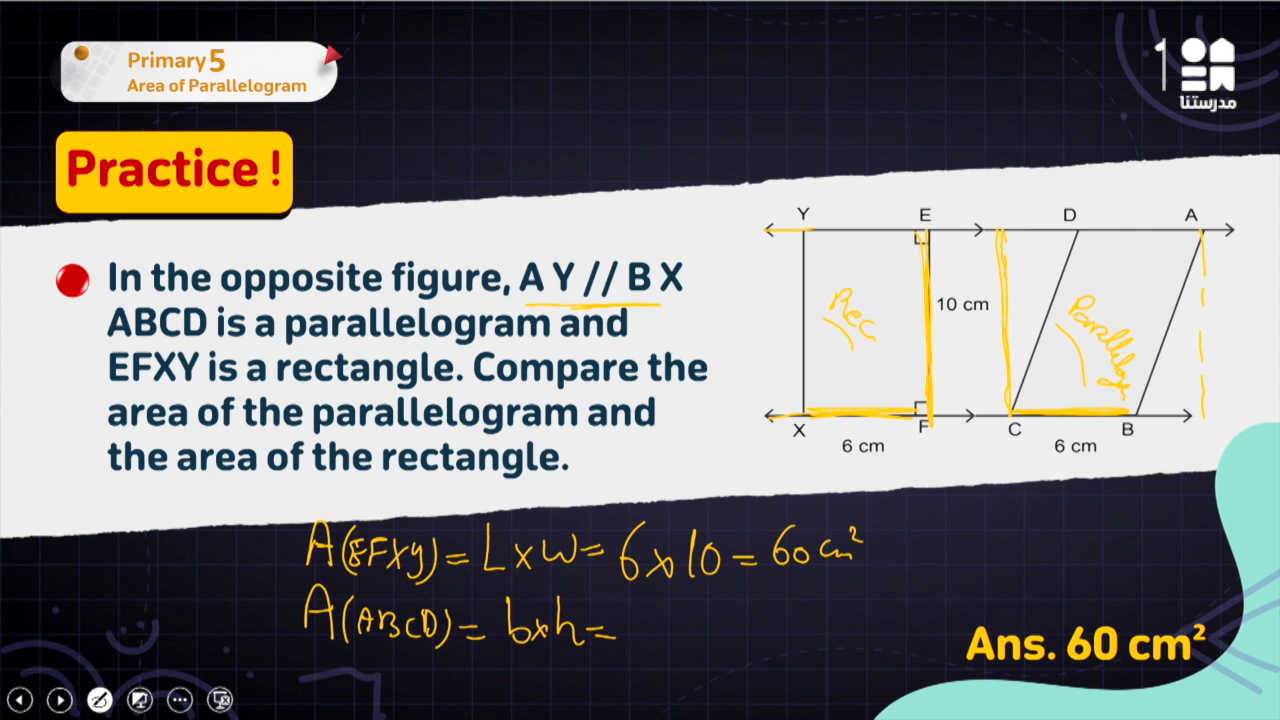 Primary 5
Area of Parallelogram
مدرستنا
1
Practice !
In the opposite figure, A Y // B X
ABCD is a parallelogram and
EFXY is a rectangle. Compare the
area of the parallelogram and
the area of the rectangle.
Y E D A
10 cm
Rec
Parallelogr
X F C B
6 cm 6 cm
A(EFXY) = L x W = 6 x 10 = 60 cm²
A(ABCD) = b x h =
Ans. 60 cm²